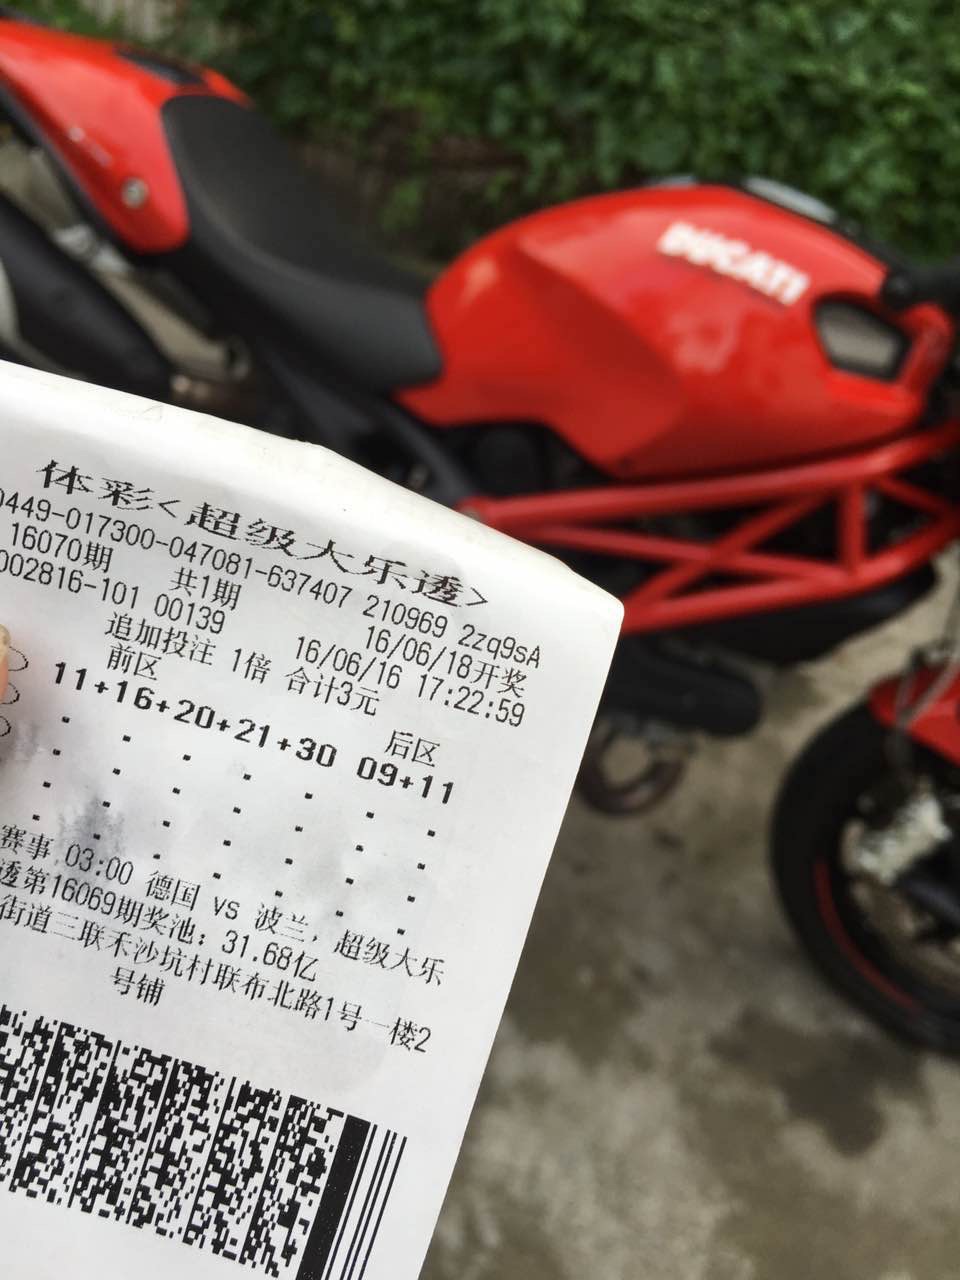 DUCATI
体彩<超级大乐透>
0449-017300-047081-637407 210969 2zq9sA
16070期 共1期 16/06/18开奖
002816-101 00139 16/06/16 17:22:59
追加投注 1倍 合计3元
前区 后区
11+16+20+21+30 09+11
赛事 03:00 德国 vs 波兰, 超级大乐
透第16069期奖池: 31.68亿
街道三联禾沙坑村联布北路1号一楼2
号铺